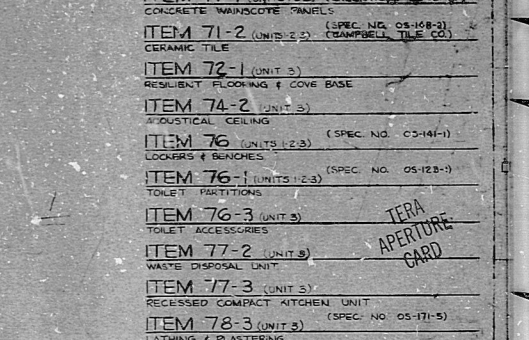 CONCRETE WAINSCOTE PANELS
ITEM 71-2 (UNITS 1-2-3) (SPEC. NO. OS-168-2)
(CAMPBELL TILE CO.)
CERAMIC TILE
ITEM 72-1 (UNIT 3)
RESILIENT FLOORING & COVE BASE
ITEM 74-2 (UNIT 3)
ACOUSTICAL CEILING
ITEM 76 (UNITS 1-2-3) (SPEC. NO. OS-141-1)
LOCKERS & BENCHES
ITEM 76-1 (UNITS 1-2-3) (SPEC. NO. OS-128-1)
TOILET PARTITIONS
ITEM 76-3 (UNIT 3)
TOILET ACCESSORIES
TERA
APERTURE
CARD
ITEM 77-2 (UNIT 3)
WASTE DISPOSAL UNIT
ITEM 77-3 (UNIT 3)
RECESSED COMPACT KITCHEN UNIT
ITEM 78-3 (UNIT 3) (SPEC. NO. OS-171-5)
LATHING & PLASTERING